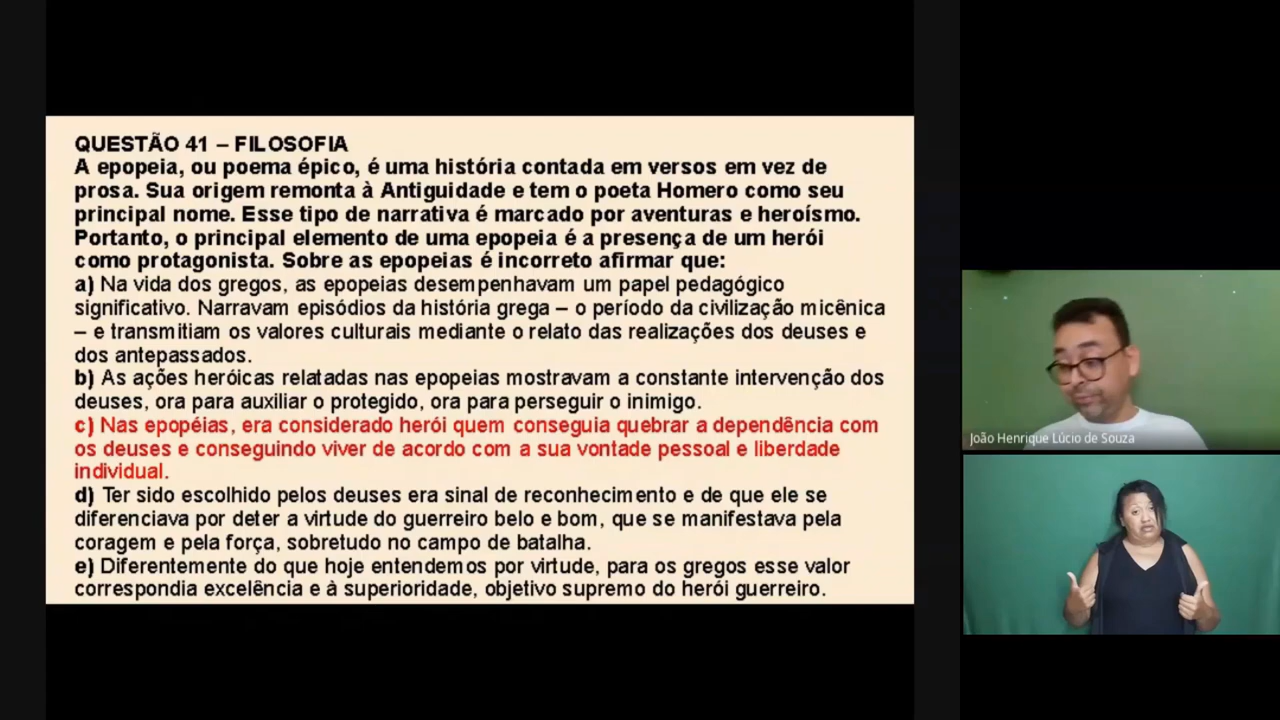 QUESTÃO 41 – FILOSOFIA
A epopeia, ou poema épico, é uma história contada em versos em vez de
prosa. Sua origem remonta à Antiguidade e tem o poeta Homero como seu
principal nome. Esse tipo de narrativa é marcado por aventuras e heroísmo.
Portanto, o principal elemento de uma epopeia é a presença de um herói
como protagonista. Sobre as epopeias é incorreto afirmar que:
a) Na vida dos gregos, as epopeias desempenhavam um papel pedagógico
significativo. Narravam episódios da história grega – o período da civilização micênica
– e transmitiam os valores culturais mediante o relato das realizações dos deuses e
dos antepassados.
b) As ações heróicas relatadas nas epopeias mostravam a constante intervenção dos
deuses, ora para auxiliar o protegido, ora para perseguir o inimigo.
c) Nas epopéias, era considerado herói quem conseguia quebrar a dependência com
os deuses e conseguindo viver de acordo com a sua vontade pessoal e liberdade
individual.
d) Ter sido escolhido pelos deuses era sinal de reconhecimento e de que ele se
diferenciava por deter a virtude do guerreiro belo e bom, que se manifestava pela
coragem e pela força, sobretudo no campo de batalha.
e) Diferentemente do que hoje entendemos por virtude, para os gregos esse valor
correspondia excelência e à superioridade, objetivo supremo do herói guerreiro.
João Henrique Lúcio de Souza